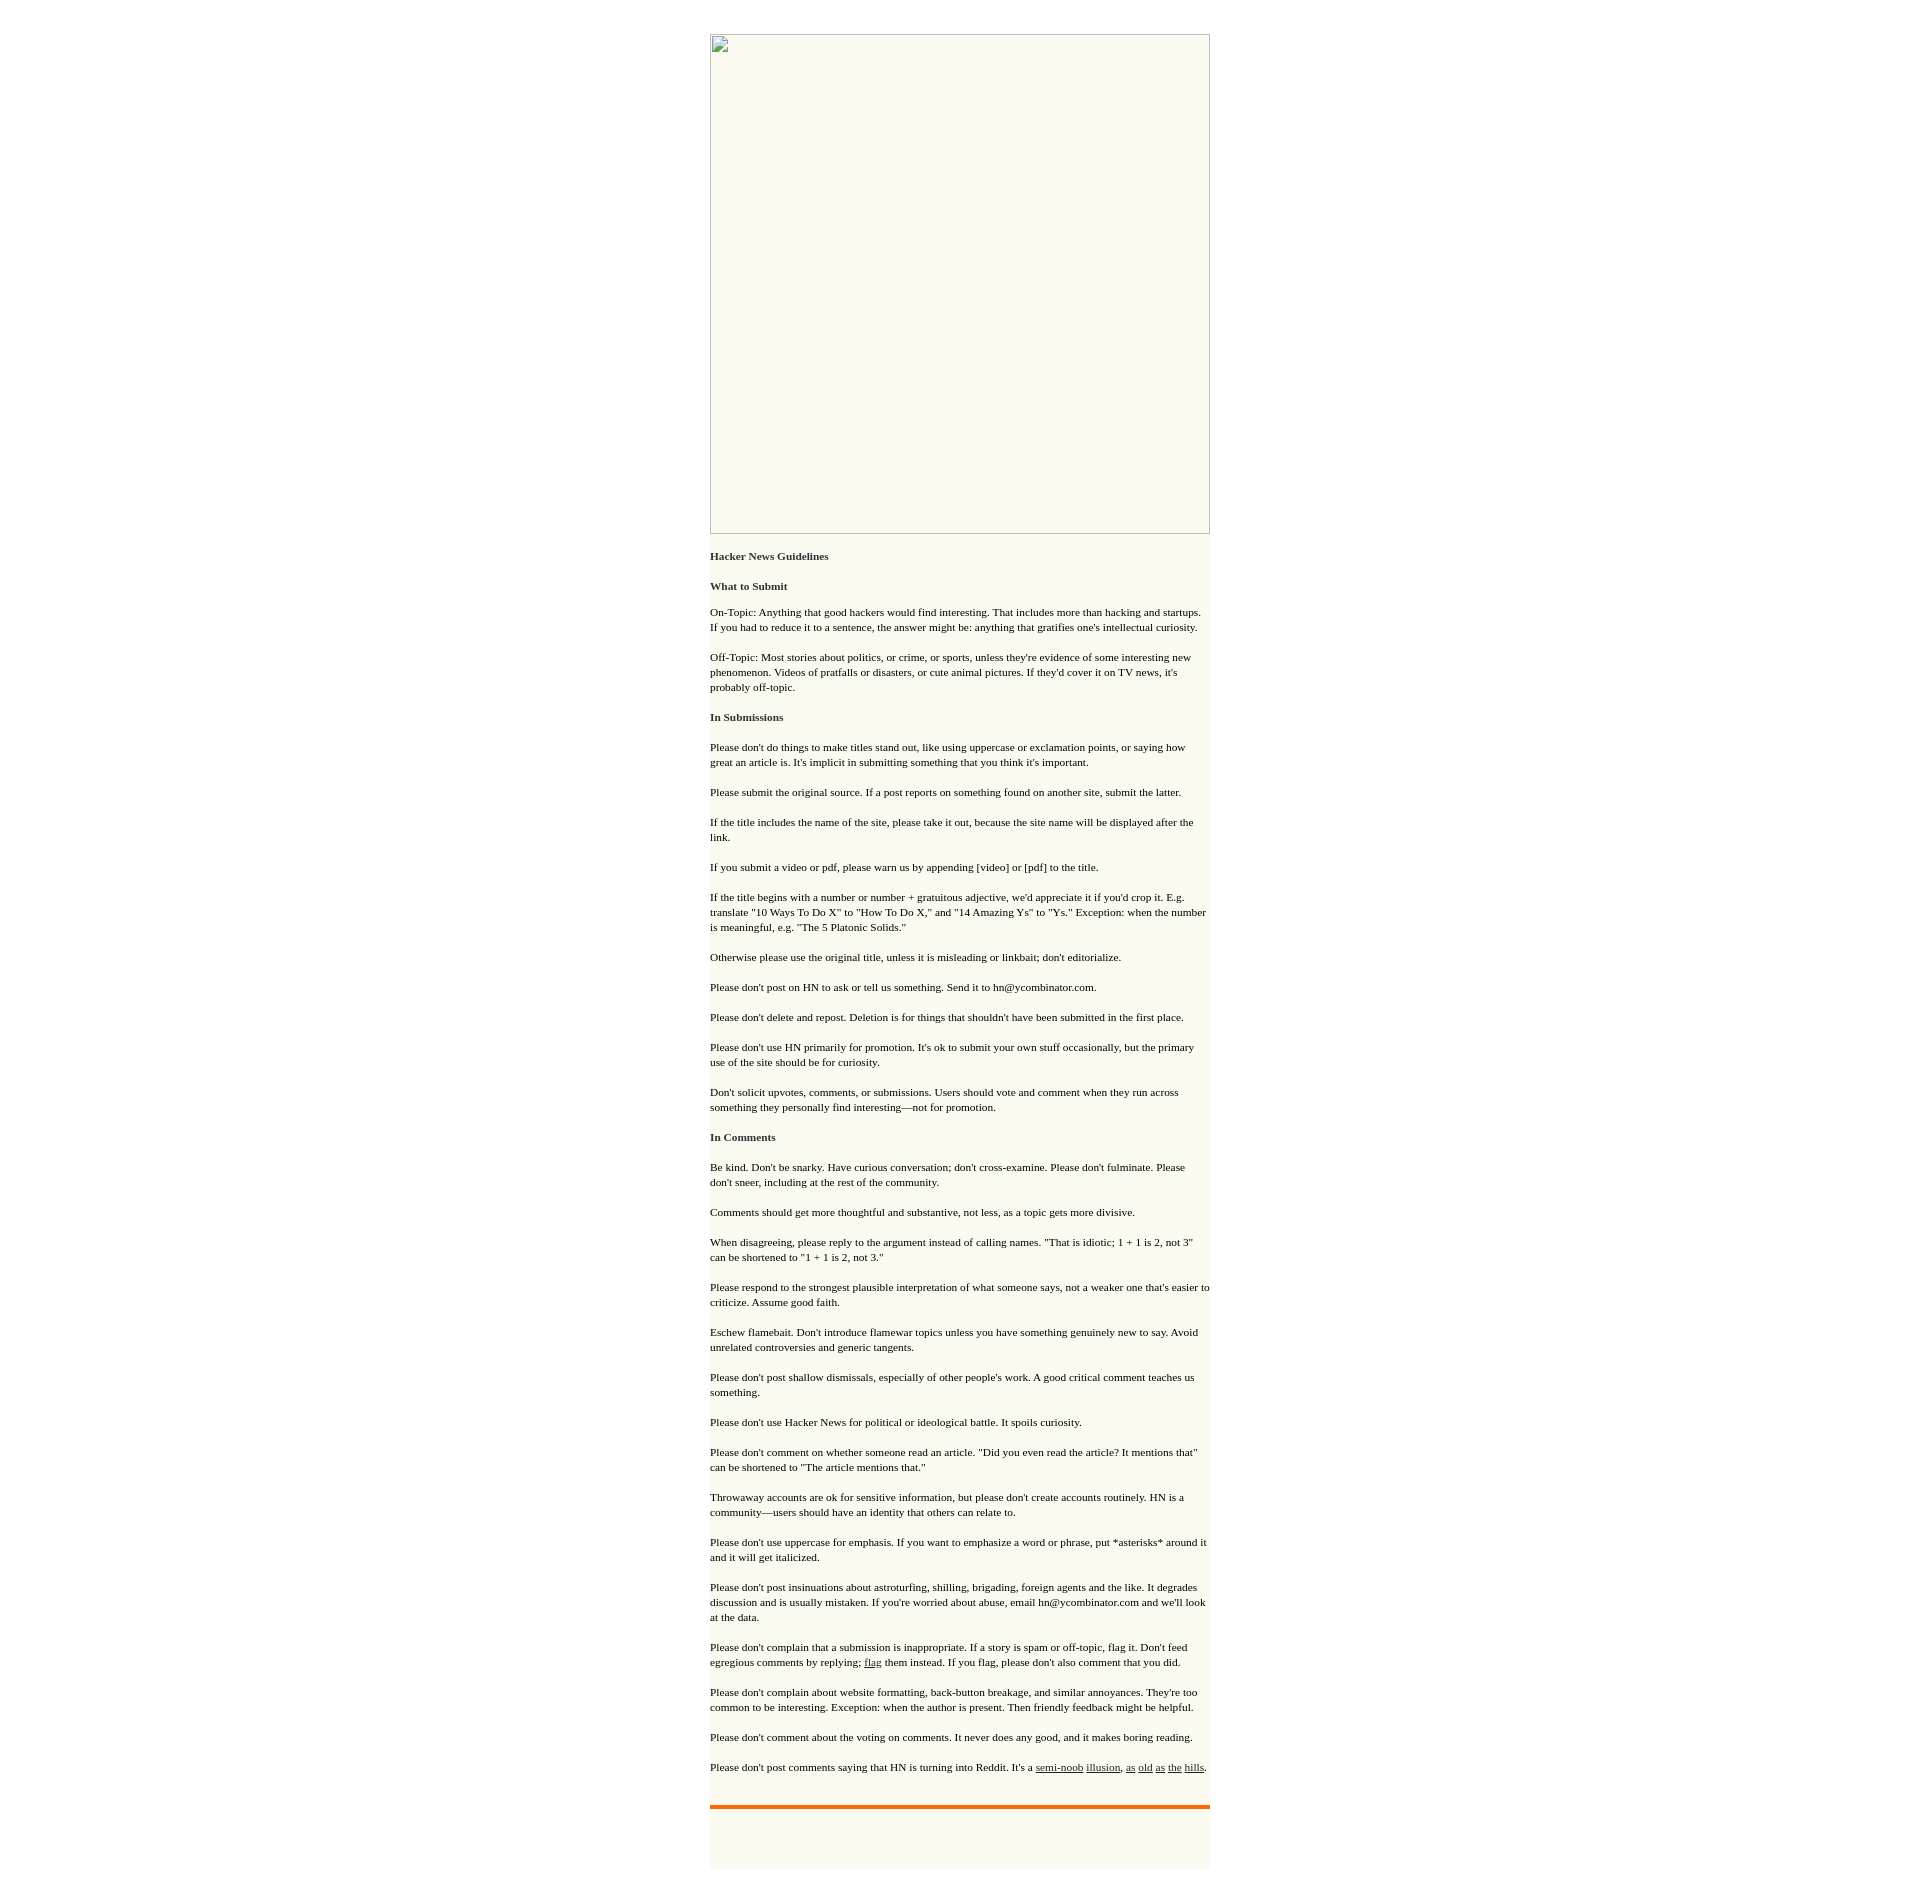 Hacker News Guidelines
What to Submit
On-Topic: Anything that good hackers would find interesting. That includes more than hacking and startups.
If you had to reduce it to a sentence, the answer might be: anything that gratifies one's intellectual curiosity.
Off-Topic: Most stories about politics, or crime, or sports, unless they're evidence of some interesting new
phenomenon. Videos of pratfalls or disasters, or cute animal pictures. If they'd cover it on TV news, it's
probably off-topic.
In Submissions
Please don't do things to make titles stand out, like using uppercase or exclamation points, or saying how
great an article is. It's implicit in submitting something that you think it's important.
Please submit the original source. If a post reports on something found on another site, submit the latter.
If the title includes the name of the site, please take it out, because the site name will be displayed after the
link.
If you submit a video or pdf, please warn us by appending [video] or [pdf] to the title.
If the title begins with a number or number + gratuitous adjective, we'd appreciate it if you'd crop it. E.g.
translate "10 Ways To Do X" to "How To Do X," and "14 Amazing Ys" to "Ys." Exception: when the number
is meaningful, e.g. "The 5 Platonic Solids."
Otherwise please use the original title, unless it is misleading or linkbait; don't editorialize.
Please don't post on HN to ask or tell us something. Send it to hn@ycombinator.com.
Please don't delete and repost. Deletion is for things that shouldn't have been submitted in the first place.
Please don't use HN primarily for promotion. It's ok to submit your own stuff occasionally, but the primary
use of the site should be for curiosity.
Don't solicit upvotes, comments, or submissions. Users should vote and comment when they run across
something they personally find interesting—not for promotion.
In Comments
Be kind. Don't be snarky. Have curious conversation; don't cross-examine. Please don't fulminate. Please
don't sneer, including at the rest of the community.
Comments should get more thoughtful and substantive, not less, as a topic gets more divisive.
When disagreeing, please reply to the argument instead of calling names. "That is idiotic; 1 + 1 is 2, not 3"
can be shortened to "1 + 1 is 2, not 3."
Please respond to the strongest plausible interpretation of what someone says, not a weaker one that's easier to
criticize. Assume good faith.
Eschew flamebait. Don't introduce flamewar topics unless you have something genuinely new to say. Avoid
unrelated controversies and generic tangents.
Please don't post shallow dismissals, especially of other people's work. A good critical comment teaches us
something.
Please don't use Hacker News for political or ideological battle. It spoils curiosity.
Please don't comment on whether someone read an article. "Did you even read the article? It mentions that"
can be shortened to "The article mentions that."
Throwaway accounts are ok for sensitive information, but please don't create accounts routinely. HN is a
community—users should have an identity that others can relate to.
Please don't use uppercase for emphasis. If you want to emphasize a word or phrase, put *asterisks* around it
and it will get italicized.
Please don't post insinuations about astroturfing, shilling, brigading, foreign agents and the like. It degrades
discussion and is usually mistaken. If you're worried about abuse, email hn@ycombinator.com and we'll look
at the data.
Please don't complain that a submission is inappropriate. If a story is spam or off-topic, flag it. Don't feed
egregious comments by replying; flag them instead. If you flag, please don't also comment that you did.
Please don't complain about website formatting, back-button breakage, and similar annoyances. They're too
common to be interesting. Exception: when the author is present. Then friendly feedback might be helpful.
Please don't comment about the voting on comments. It never does any good, and it makes boring reading.
Please don't post comments saying that HN is turning into Reddit. It's a semi-noob illusion, as old as the hills.